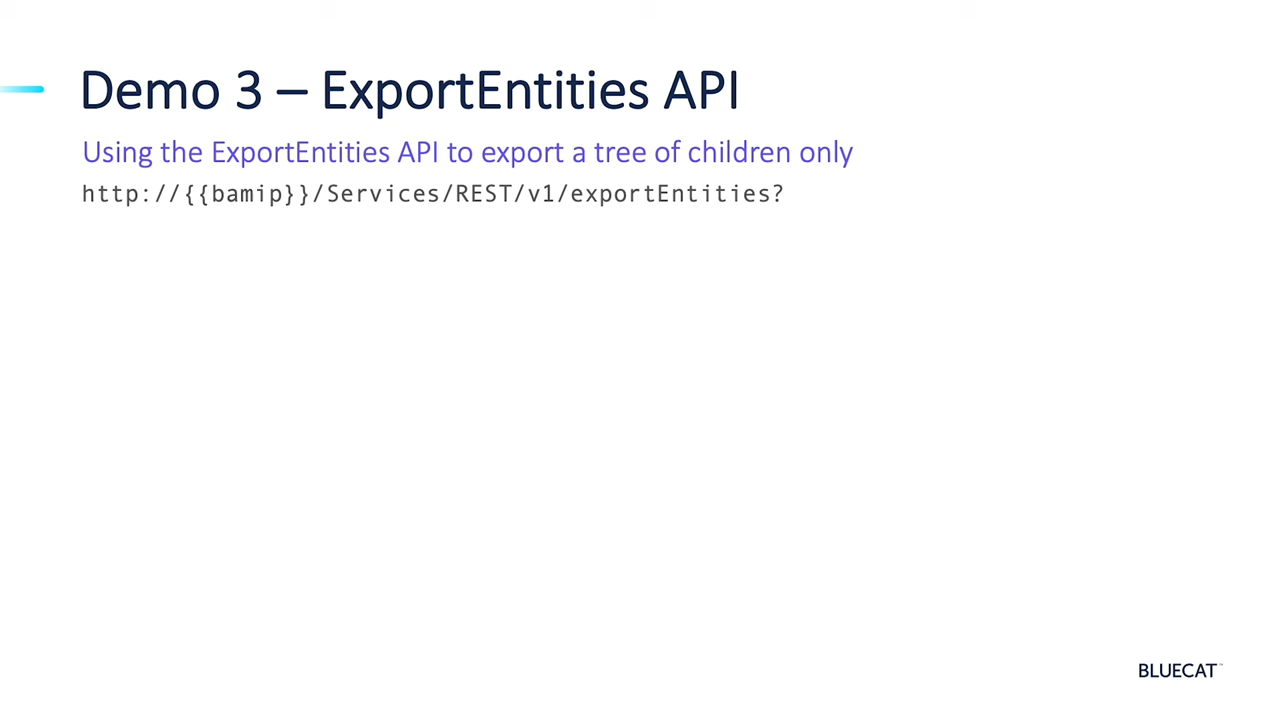 Demo 3 – ExportEntities API
Using the ExportEntities API to export a tree of children only
http://{{bamip}}/Services/REST/v1/exportEntities?
BLUECAT™